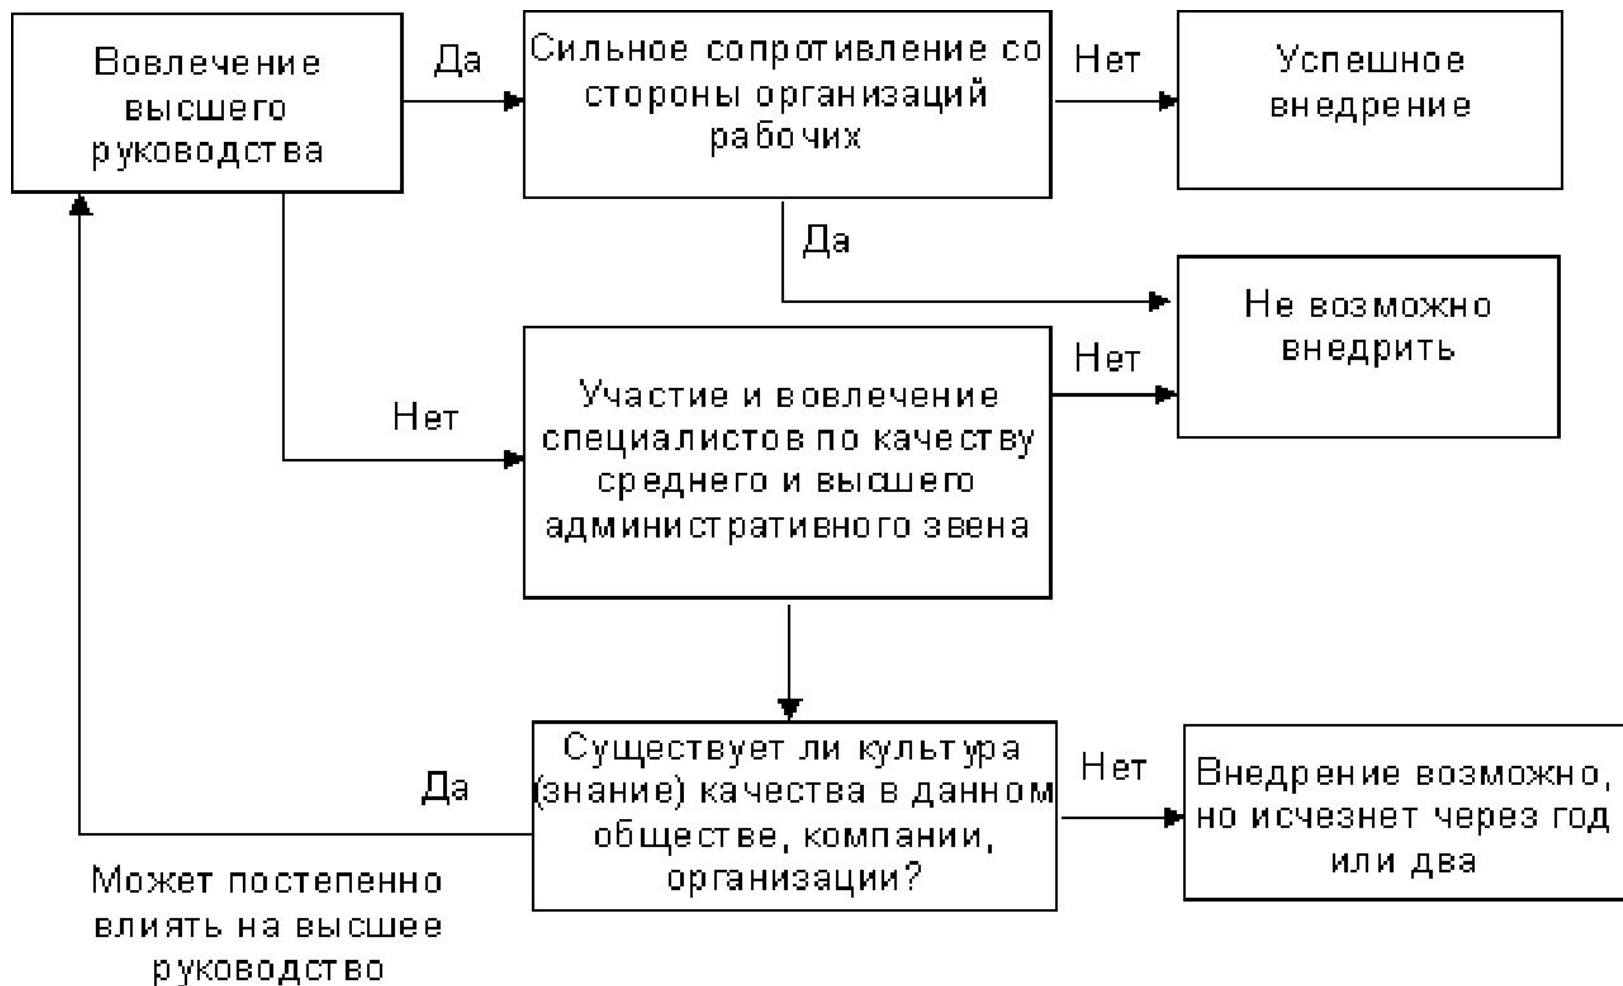 Вовлечение
высшего
руководства
Да
Сильное сопротивление со
стороны организаций
рабочих
Нет
Успешное
внедрение
Да
Не возможно
внедрить
Нет
Участие и вовлечение
специалистов по качеству
среднего и высшего
административного звена
Нет
Существует ли культура
(знание) качества в данном
обществе, компании,
организации?
Да
Нет
Внедрение возможно,
но исчезнет через год
или два
Может постепенно
влиять на высшее
руководство